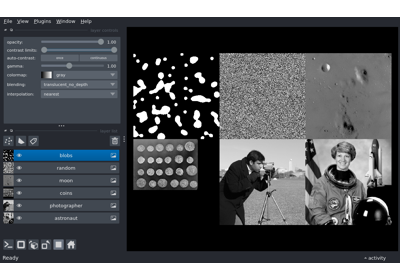 File View Plugins Window Help
opacity: 1.00
contrast limits:
auto-contrast: once continuous
gamma: 1.00
colormap: gray
blending: translucent_no_depth
interpolation: nearest
blobs
random
moon
coins
photographer
astronaut
Ready activity